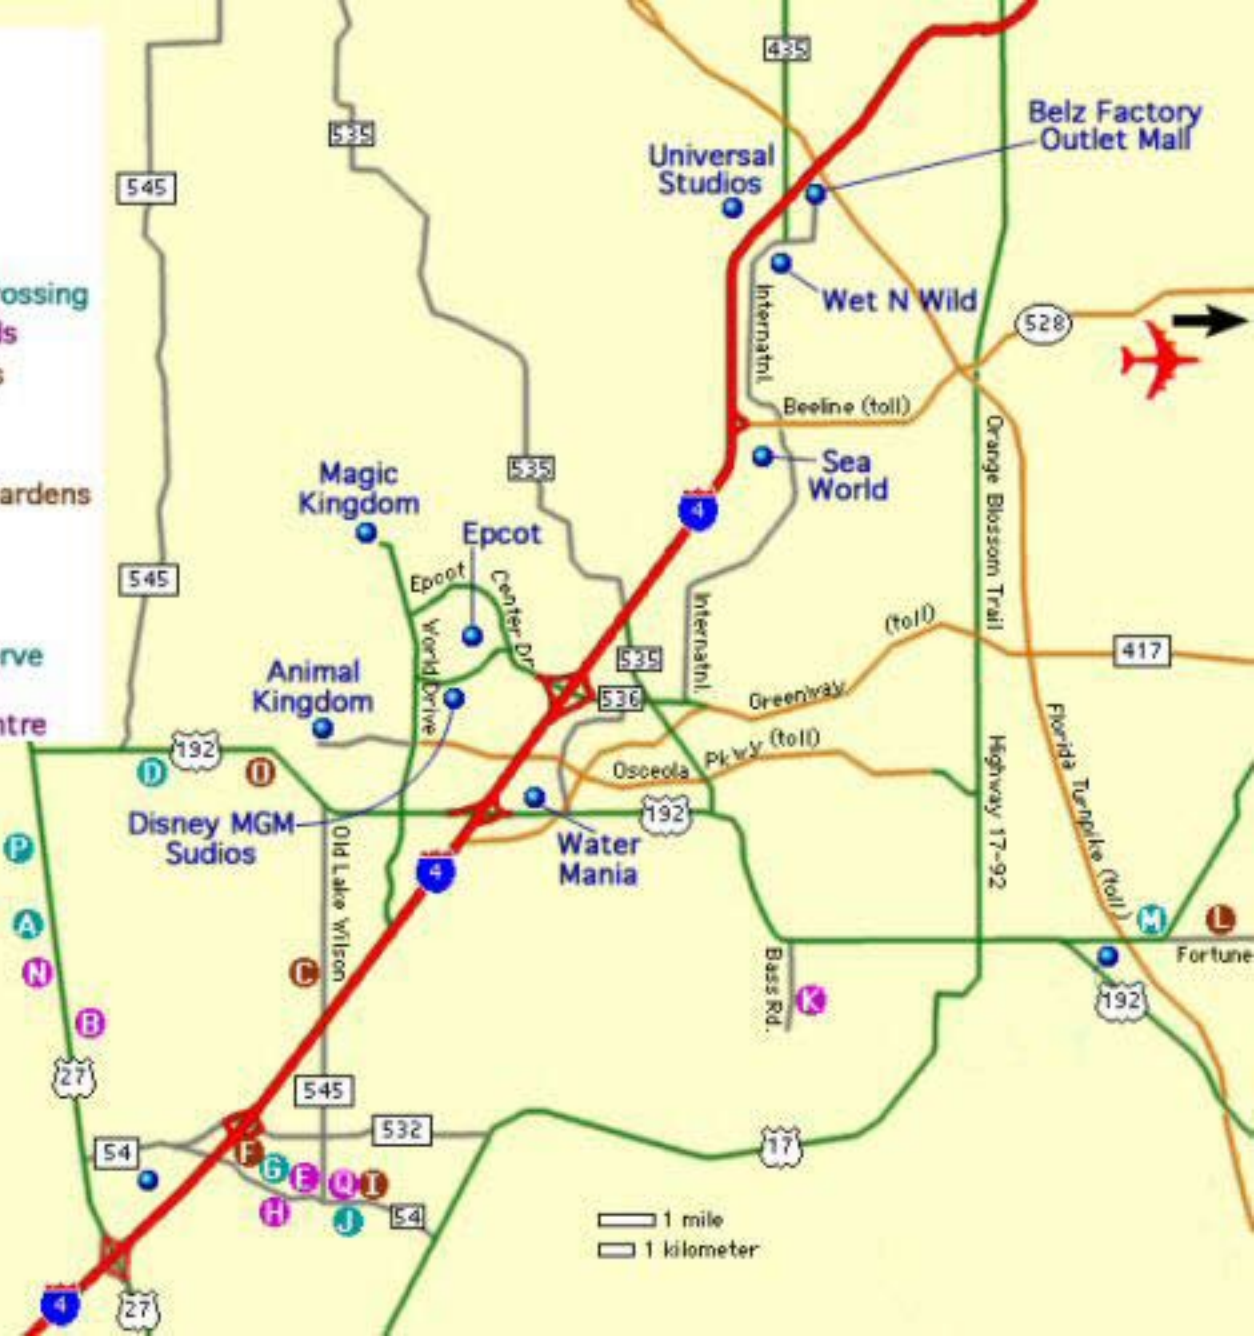 435
Belz Factory
Outlet Mall
535
Universal
Studios
545
rossing
Wet N Wild
528
ls
Internatnl.
s
Beeline (toll)
Orange Blossom Trail
Sea
World
535
Magic
Kingdom
4
ardens
Epcot
545
Epcot
Center Dr.
Internatnl.
(toll)
World Drive
535
417
rve
Animal
Kingdom
536
Greenway
ntre
192
Florida Turnpike (toll)
D
O
Osceola Pkwy (toll)
Highway 17-92
192
Disney MGM
Sudios
Old Lake Wilson
Water
Mania
P
4
A
M
L
Fortune
N
C
Bass Rd.
K
192
B
27
545
532
17
54
F
G
E
Q
I
H
J
54
1 mile
1 kilometer
4
27